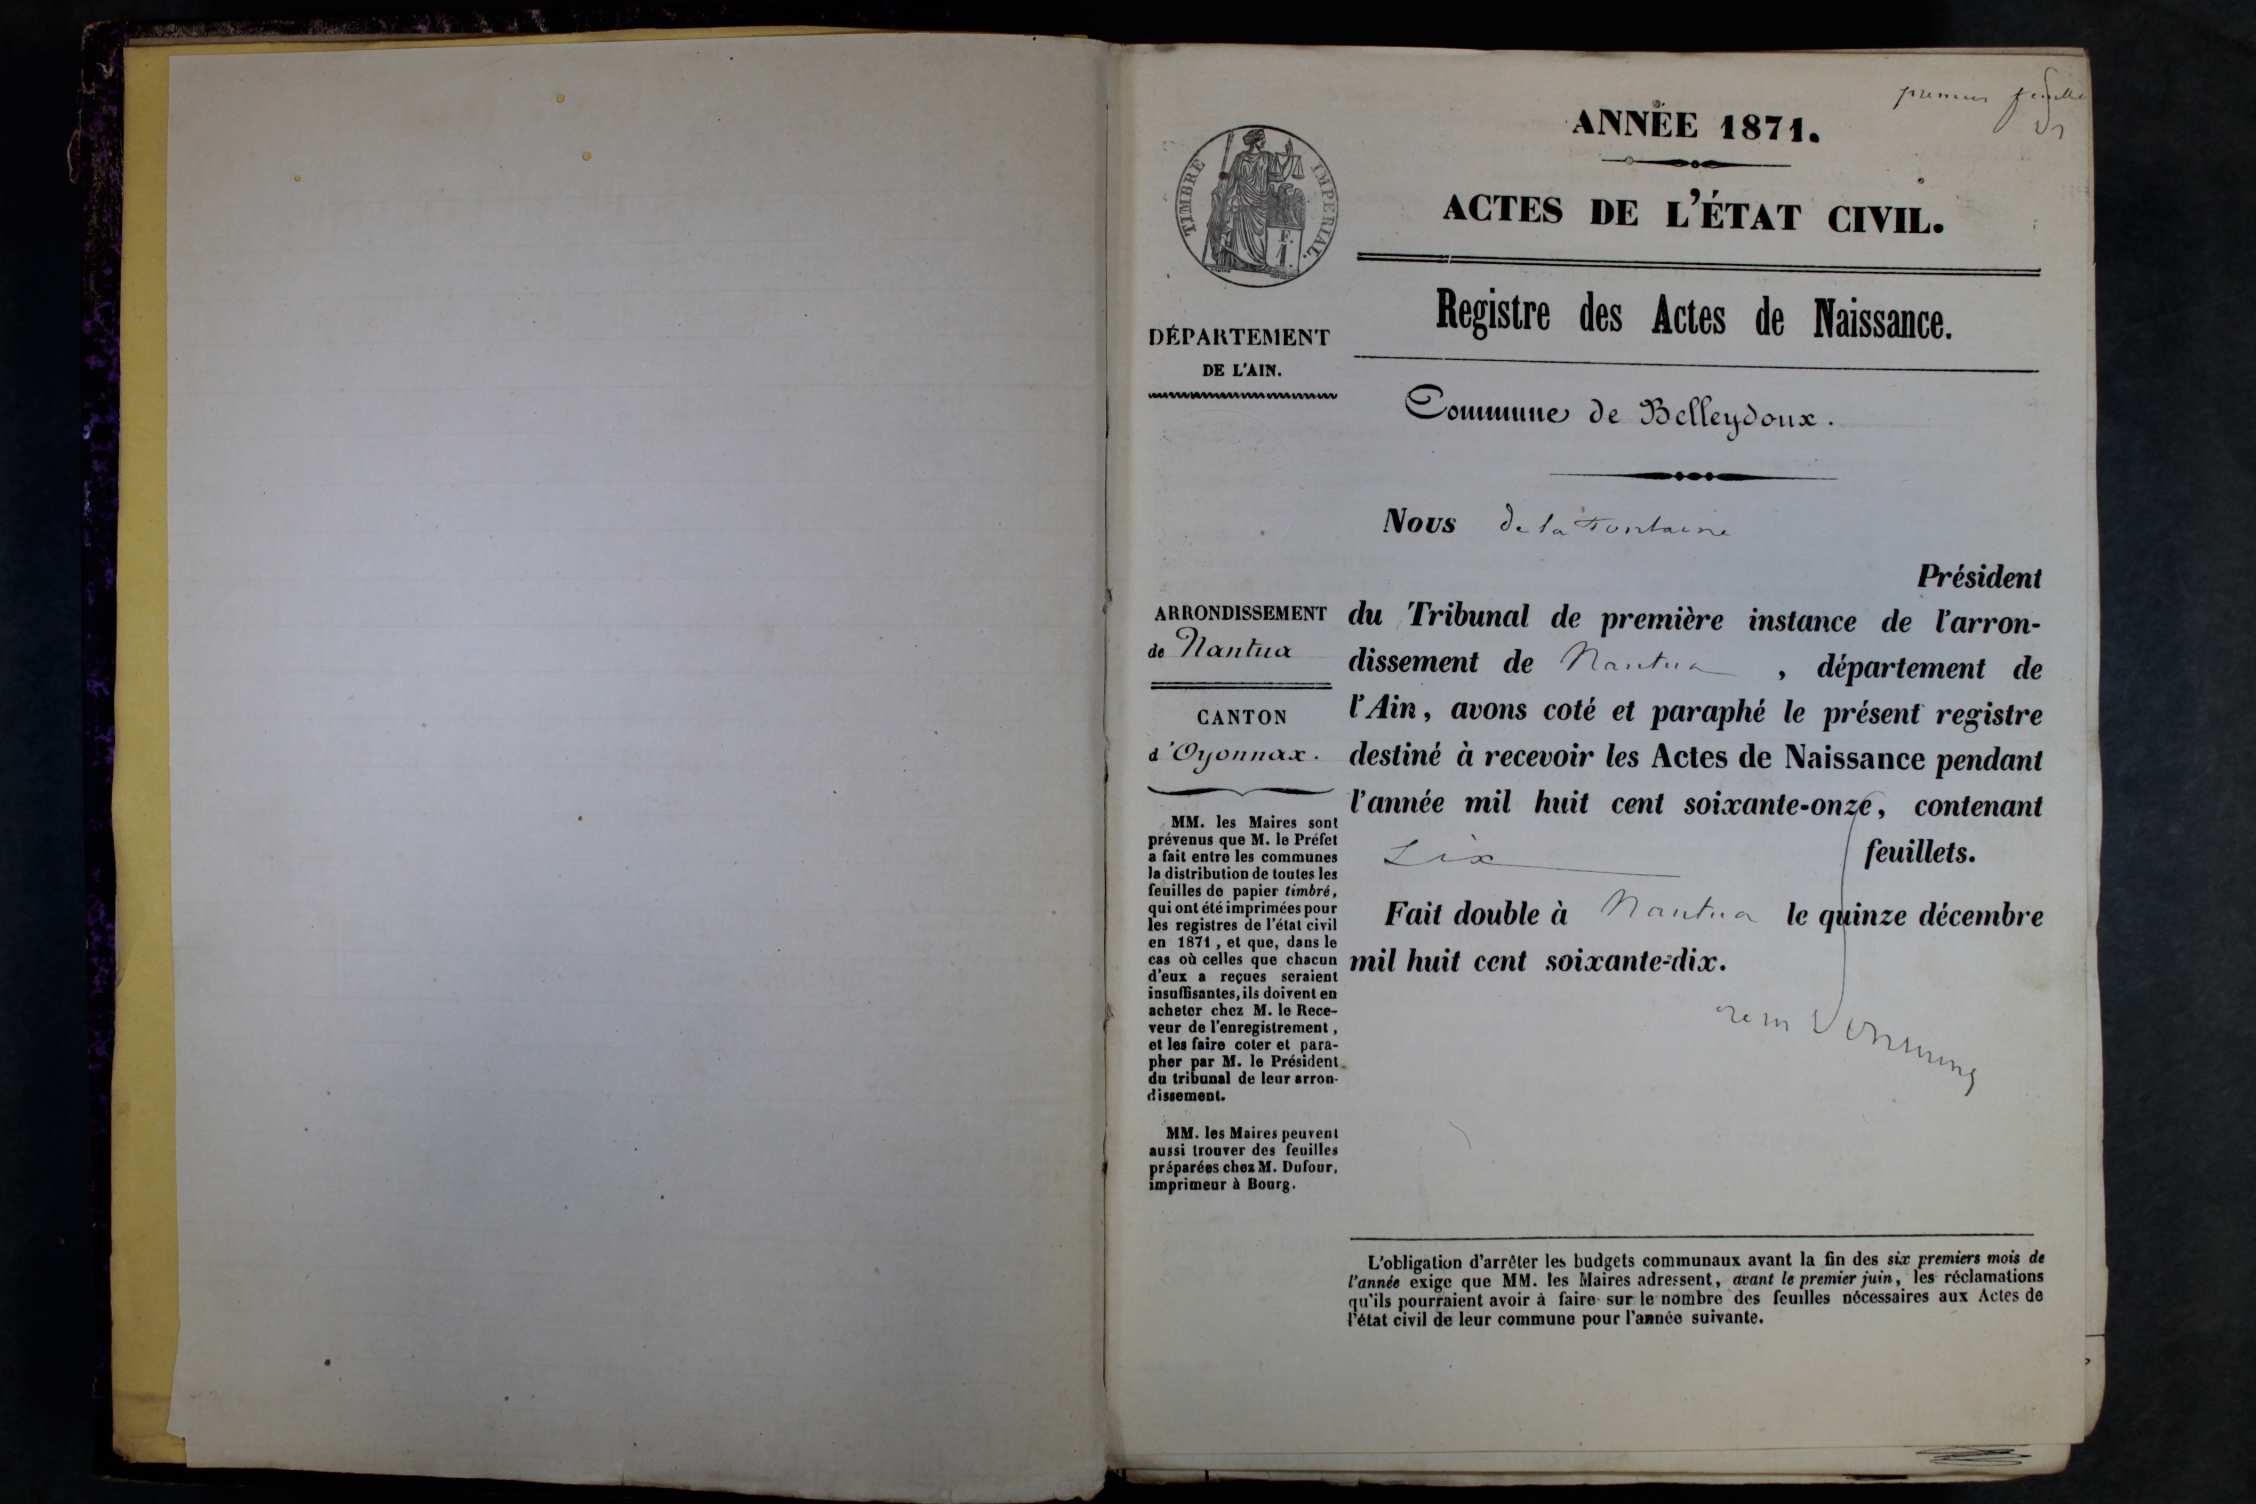 premier feuillet
ANNÉE 1871.
TIMBRE IMPÉRIAL.
F.
1.
ACTES DE L'ÉTAT CIVIL.
Registre des Actes de Naissance.
DÉPARTEMENT
DE L'AIN.
Commune de Belleydoux.
Nous de la Fontaine
Président
du Tribunal de première instance de l'arron-
dissement de Nantua, département de
l'Ain, avons coté et paraphé le présent registre
destiné à recevoir les Actes de Naissance pendant
l'année mil huit cent soixante-onze, contenant
Six feuillets.
Fait double à Nantua le quinze décembre
mil huit cent soixante-dix.
ARRONDISSEMENT
de Nantua
CANTON
d'Oyonnax.
MM. les Maires sont
prévenus que M. le Préfet
a fait entre les communes
la distribution de toutes les
feuilles de papier timbré,
qui ont été imprimées pour
les registres de l'état civil
en 1871, et que, dans le
cas où celles que chacun
d'eux a reçues seraient
insuffisantes, ils doivent en
acheter chez M. le Rece-
veur de l'enregistrement,
et les faire coter et para-
pher par M. le Président
du tribunal de leur arron-
dissement.
MM. les Maires peuvent
aussi trouver des feuilles
préparées chez M. Dufour,
imprimeur à Bourg.
L'obligation d'arrêter les budgets communaux avant la fin des six premiers mois de
l'année exige que MM. les Maires adressent, avant le premier juin, les réclamations
qu'ils pourraient avoir à faire sur le nombre des feuilles nécessaires aux Actes de
l'état civil de leur commune pour l'année suivante.